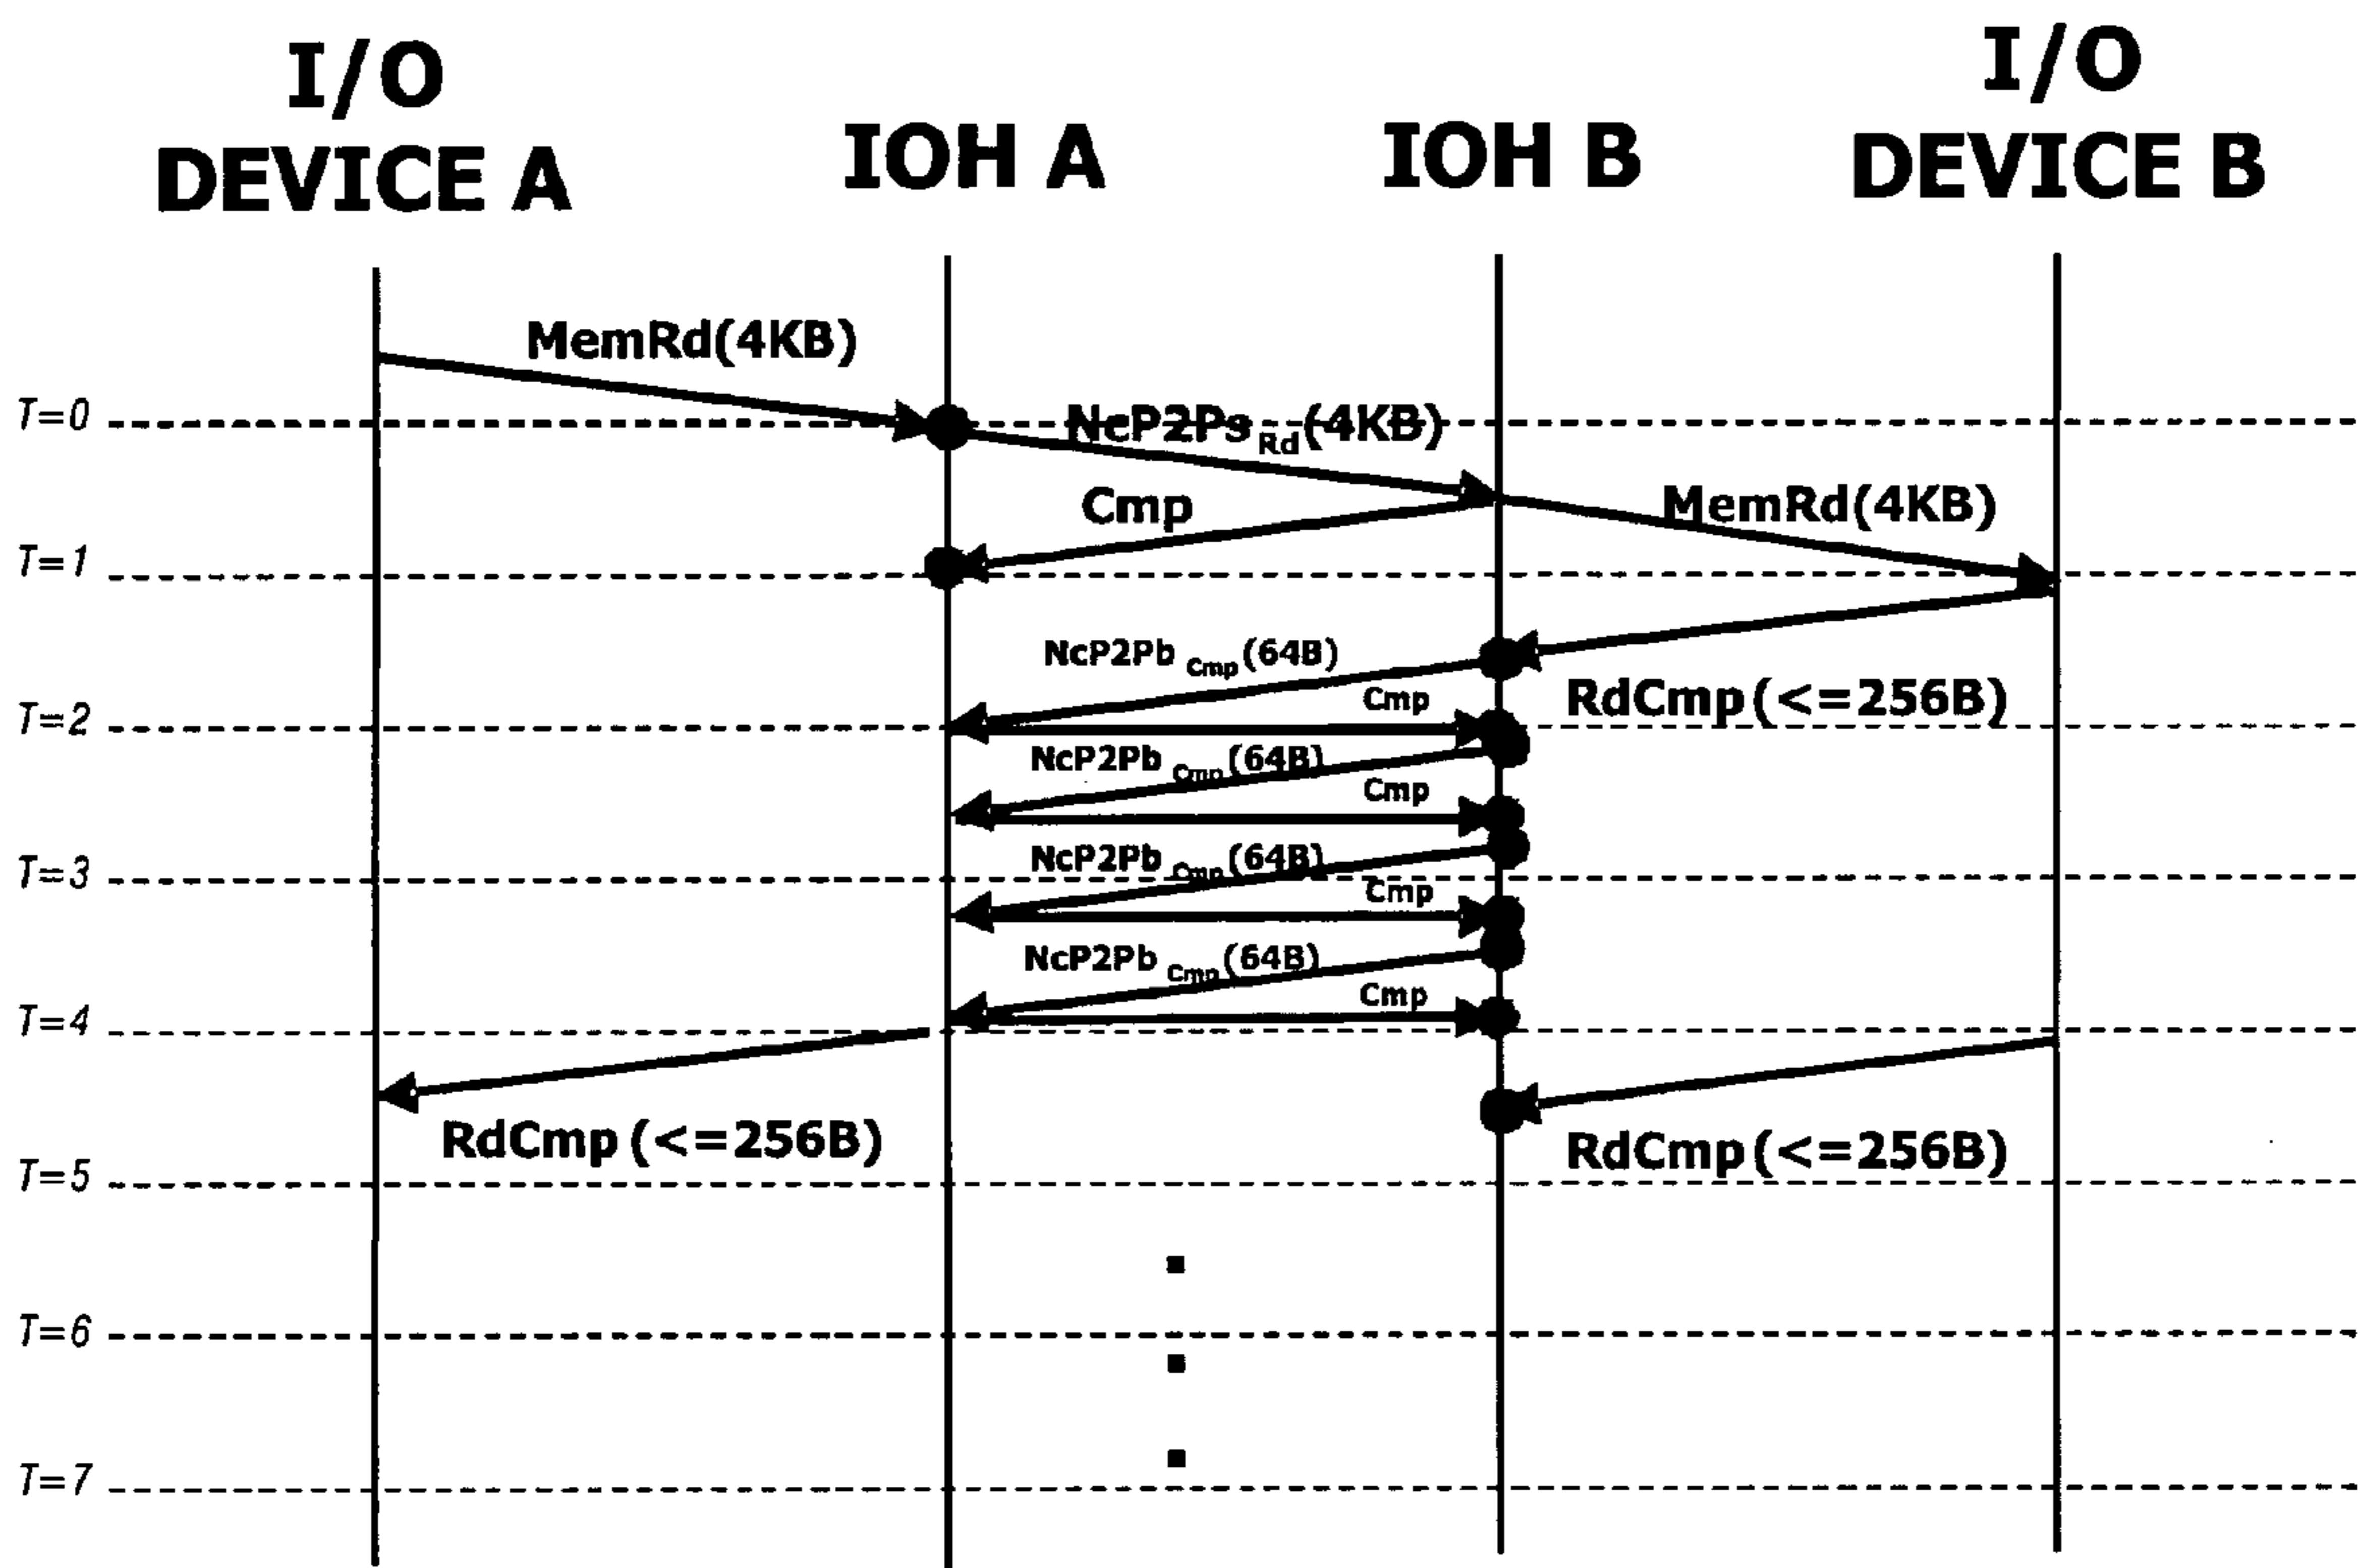 I/O
DEVICE A
IOH A
IOH B
I/O
DEVICE B
MemRd(4KB)
T=0
NcP2Ps Rd(4KB)
Cmp
MemRd(4KB)
T=1
NcP2Pb Cmp(64B)
Cmp
RdCmp(<=256B)
T=2
NcP2Pb Cmp(64B)
Cmp
NcP2Pb Cmp(64B)
T=3
Cmp
NcP2Pb Cmp(64B)
Cmp
T=4
RdCmp(<=256B)
RdCmp(<=256B)
T=5
T=6
T=7